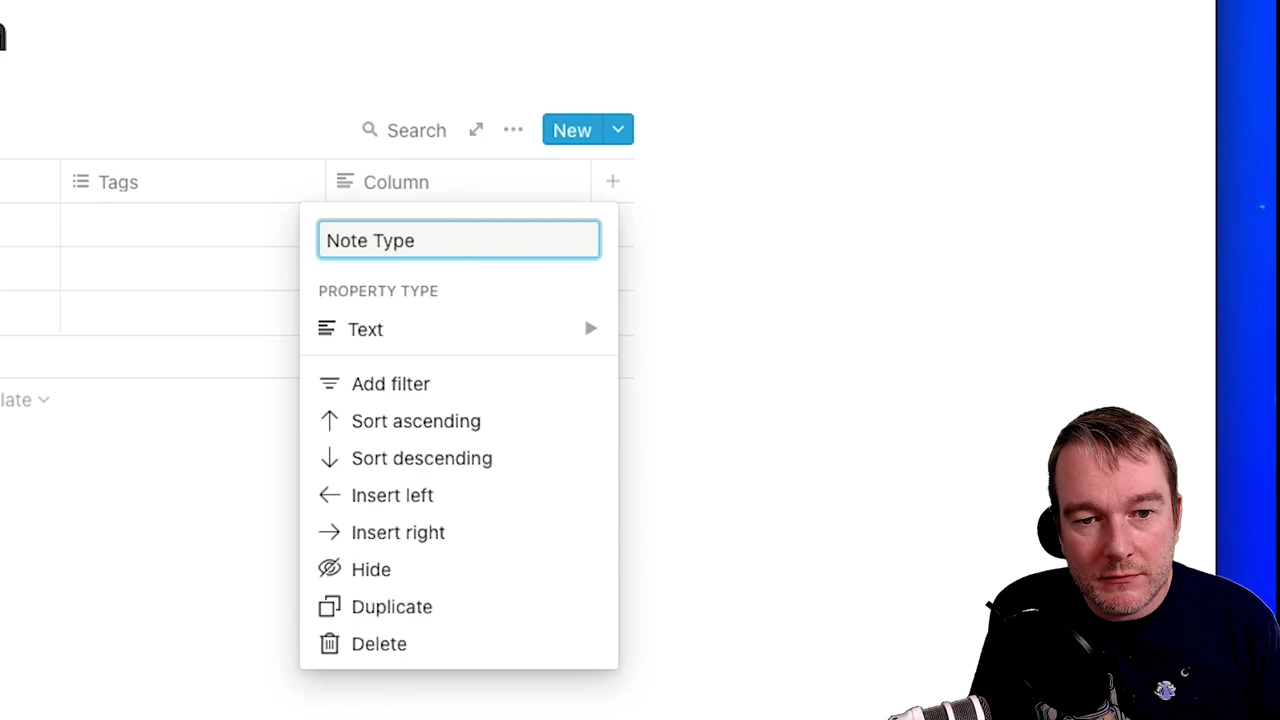 Search
New
Tags
Column
Note Type
PROPERTY TYPE
Text
Add filter
late
Sort ascending
Sort descending
Insert left
Insert right
Hide
Duplicate
Delete